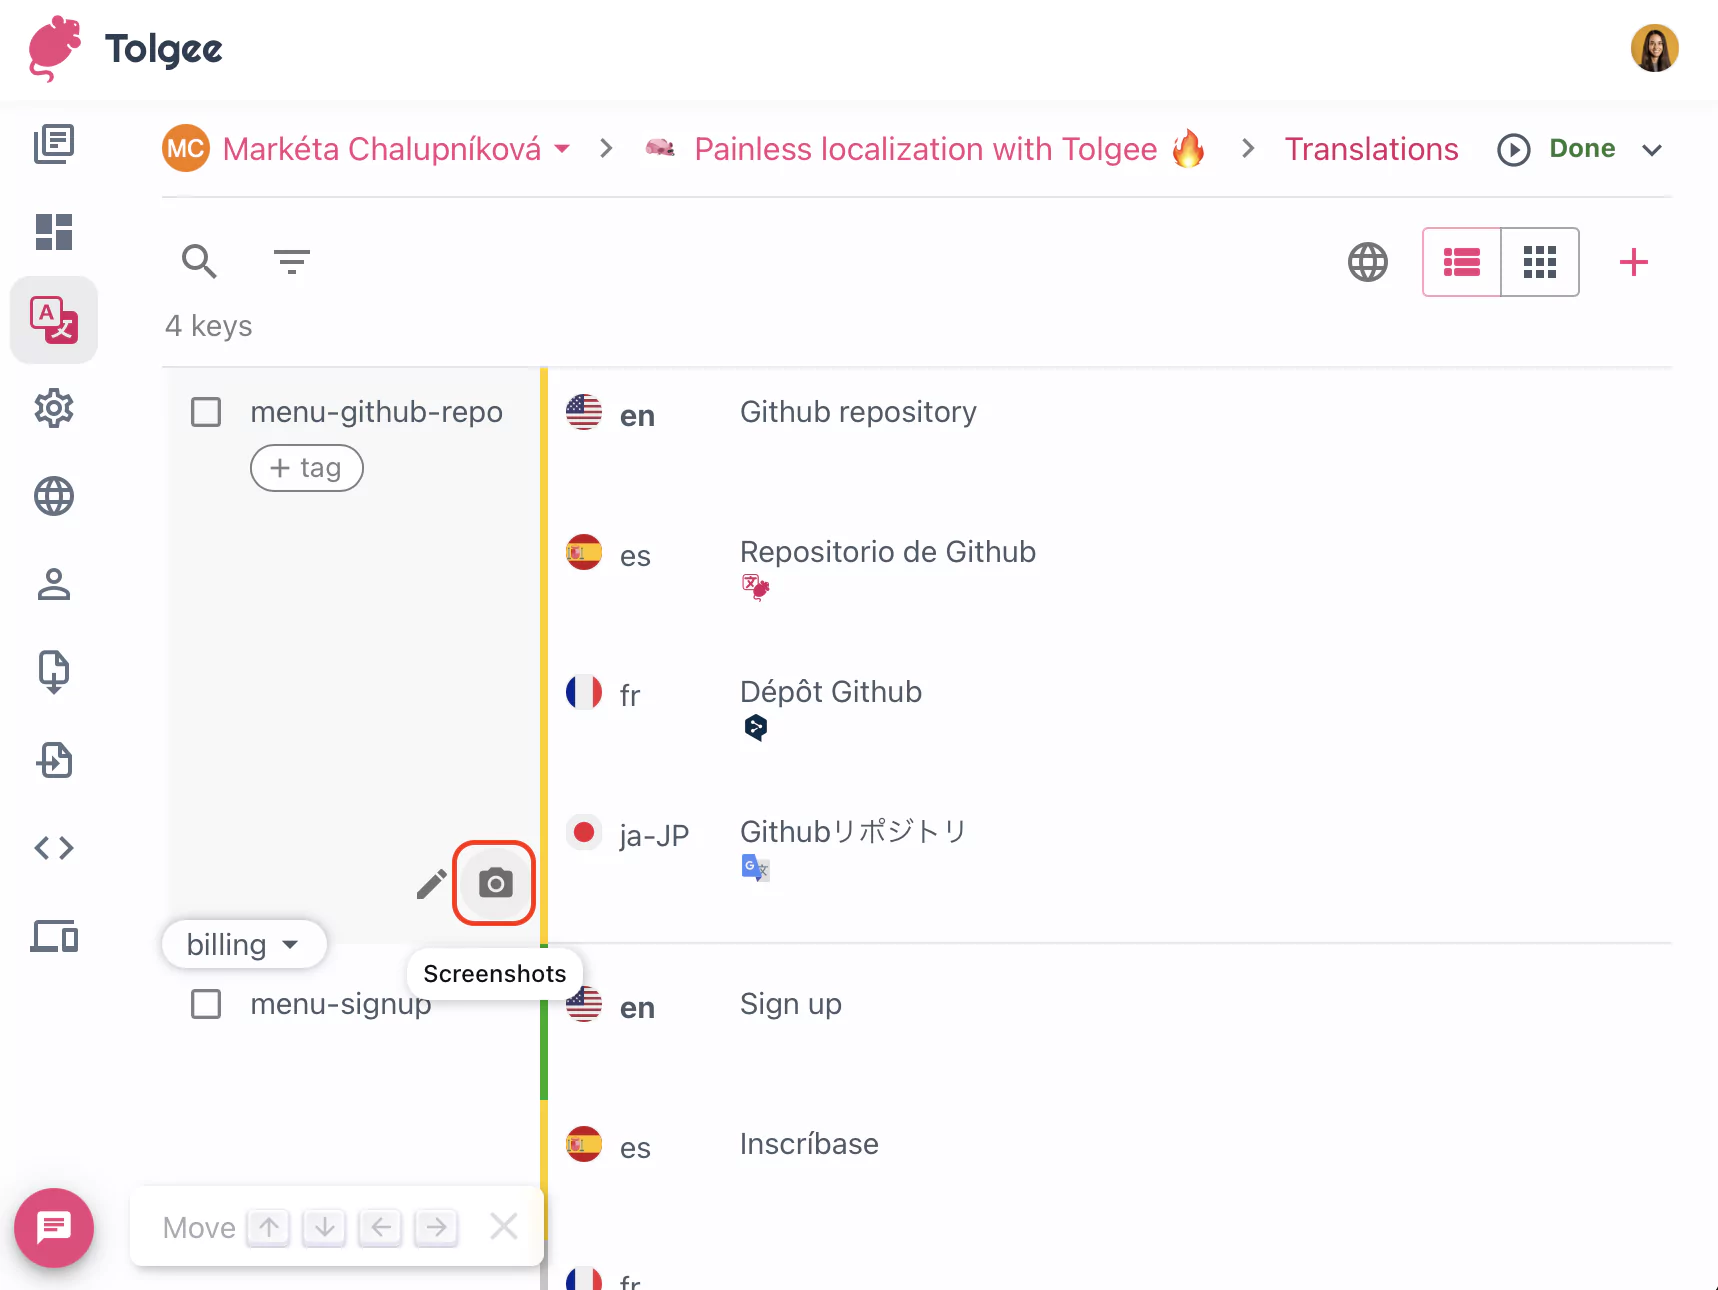 Tolgee
MC Markéta Chalupníková > Painless localization with Tolgee > Translations Done
4 keys
menu-github-repo
+ tag
en Github repository
es Repositorio de Github
fr Dépôt Github
ja-JP Githubリポジトリ
billing
Screenshots
menu-signup
en Sign up
es Inscríbase
Move
fr